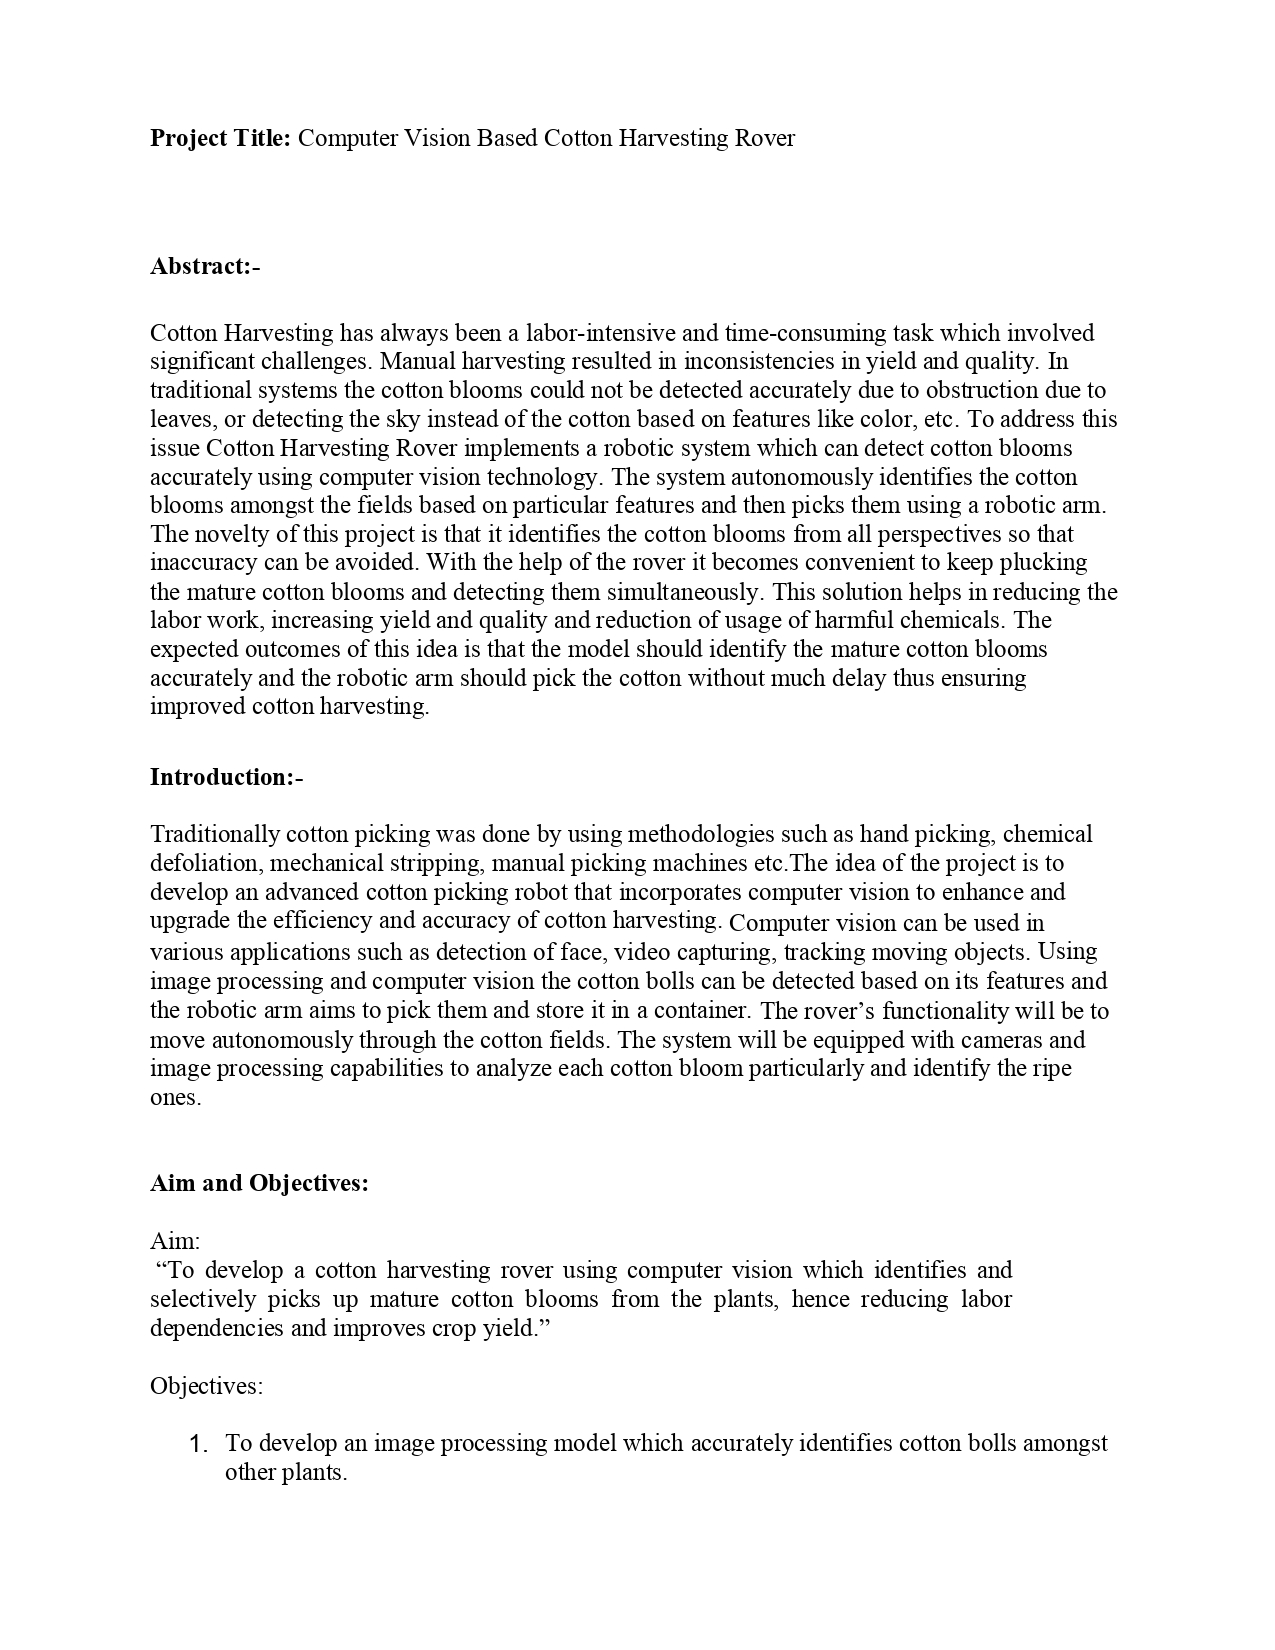 Project Title: Computer Vision Based Cotton Harvesting Rover
Abstract:-
Cotton Harvesting has always been a labor-intensive and time-consuming task which involved
significant challenges. Manual harvesting resulted in inconsistencies in yield and quality. In
traditional systems the cotton blooms could not be detected accurately due to obstruction due to
leaves, or detecting the sky instead of the cotton based on features like color, etc. To address this
issue Cotton Harvesting Rover implements a robotic system which can detect cotton blooms
accurately using computer vision technology. The system autonomously identifies the cotton
blooms amongst the fields based on particular features and then picks them using a robotic arm.
The novelty of this project is that it identifies the cotton blooms from all perspectives so that
inaccuracy can be avoided. With the help of the rover it becomes convenient to keep plucking
the mature cotton blooms and detecting them simultaneously. This solution helps in reducing the
labor work, increasing yield and quality and reduction of usage of harmful chemicals. The
expected outcomes of this idea is that the model should identify the mature cotton blooms
accurately and the robotic arm should pick the cotton without much delay thus ensuring
improved cotton harvesting.
Introduction:-
Traditionally cotton picking was done by using methodologies such as hand picking, chemical
defoliation, mechanical stripping, manual picking machines etc.The idea of the project is to
develop an advanced cotton picking robot that incorporates computer vision to enhance and
upgrade the efficiency and accuracy of cotton harvesting. Computer vision can be used in
various applications such as detection of face, video capturing, tracking moving objects. Using
image processing and computer vision the cotton bolls can be detected based on its features and
the robotic arm aims to pick them and store it in a container. The rover’s functionality will be to
move autonomously through the cotton fields. The system will be equipped with cameras and
image processing capabilities to analyze each cotton bloom particularly and identify the ripe
ones.
Aim and Objectives:
Aim:
“To develop a cotton harvesting rover using computer vision which identifies and
selectively picks up mature cotton blooms from the plants, hence reducing labor
dependencies and improves crop yield.”
Objectives:
1. To develop an image processing model which accurately identifies cotton bolls amongst
other plants.